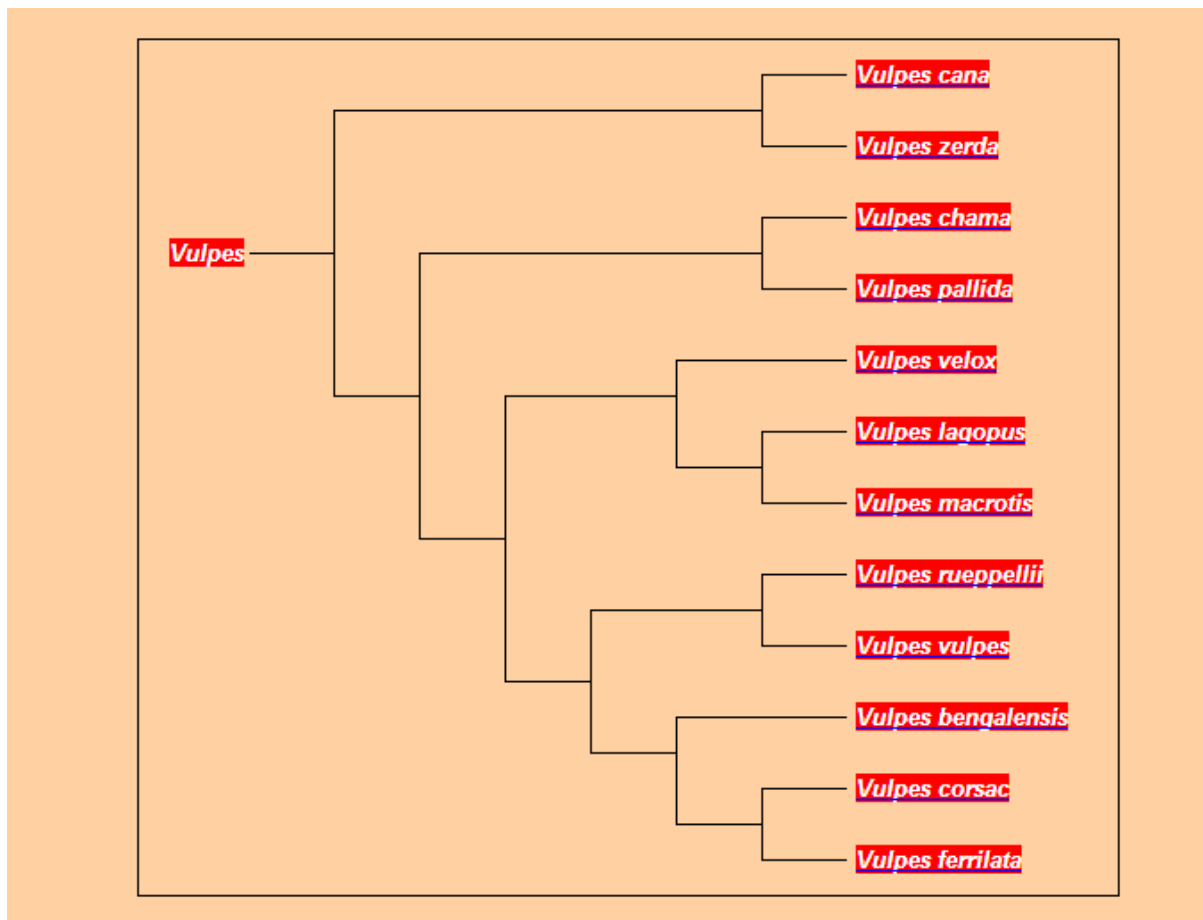 Vulpes cana
Vulpes zerda
Vulpes chama
Vulpes
Vulpes pallida
Vulpes velox
Vulpes lagopus
Vulpes macrotis
Vulpes rueppellii
Vulpes vulpes
Vulpes bengalensis
Vulpes corsac
Vulpes ferrilata